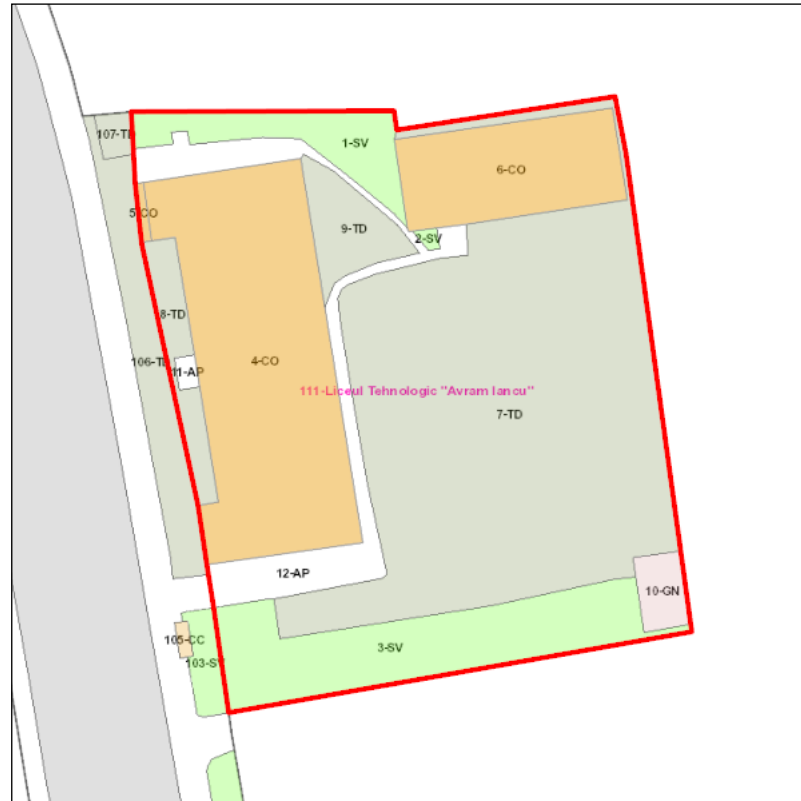 107-TD
1-SV
6-CO
5-CO
9-TD
2-SV
8-TD
106-TD
11-AP
4-CO
111-Liceul Tehnologic "Avram Iancu"
7-TD
12-AP
10-GN
105-CC
103-SV
3-SV